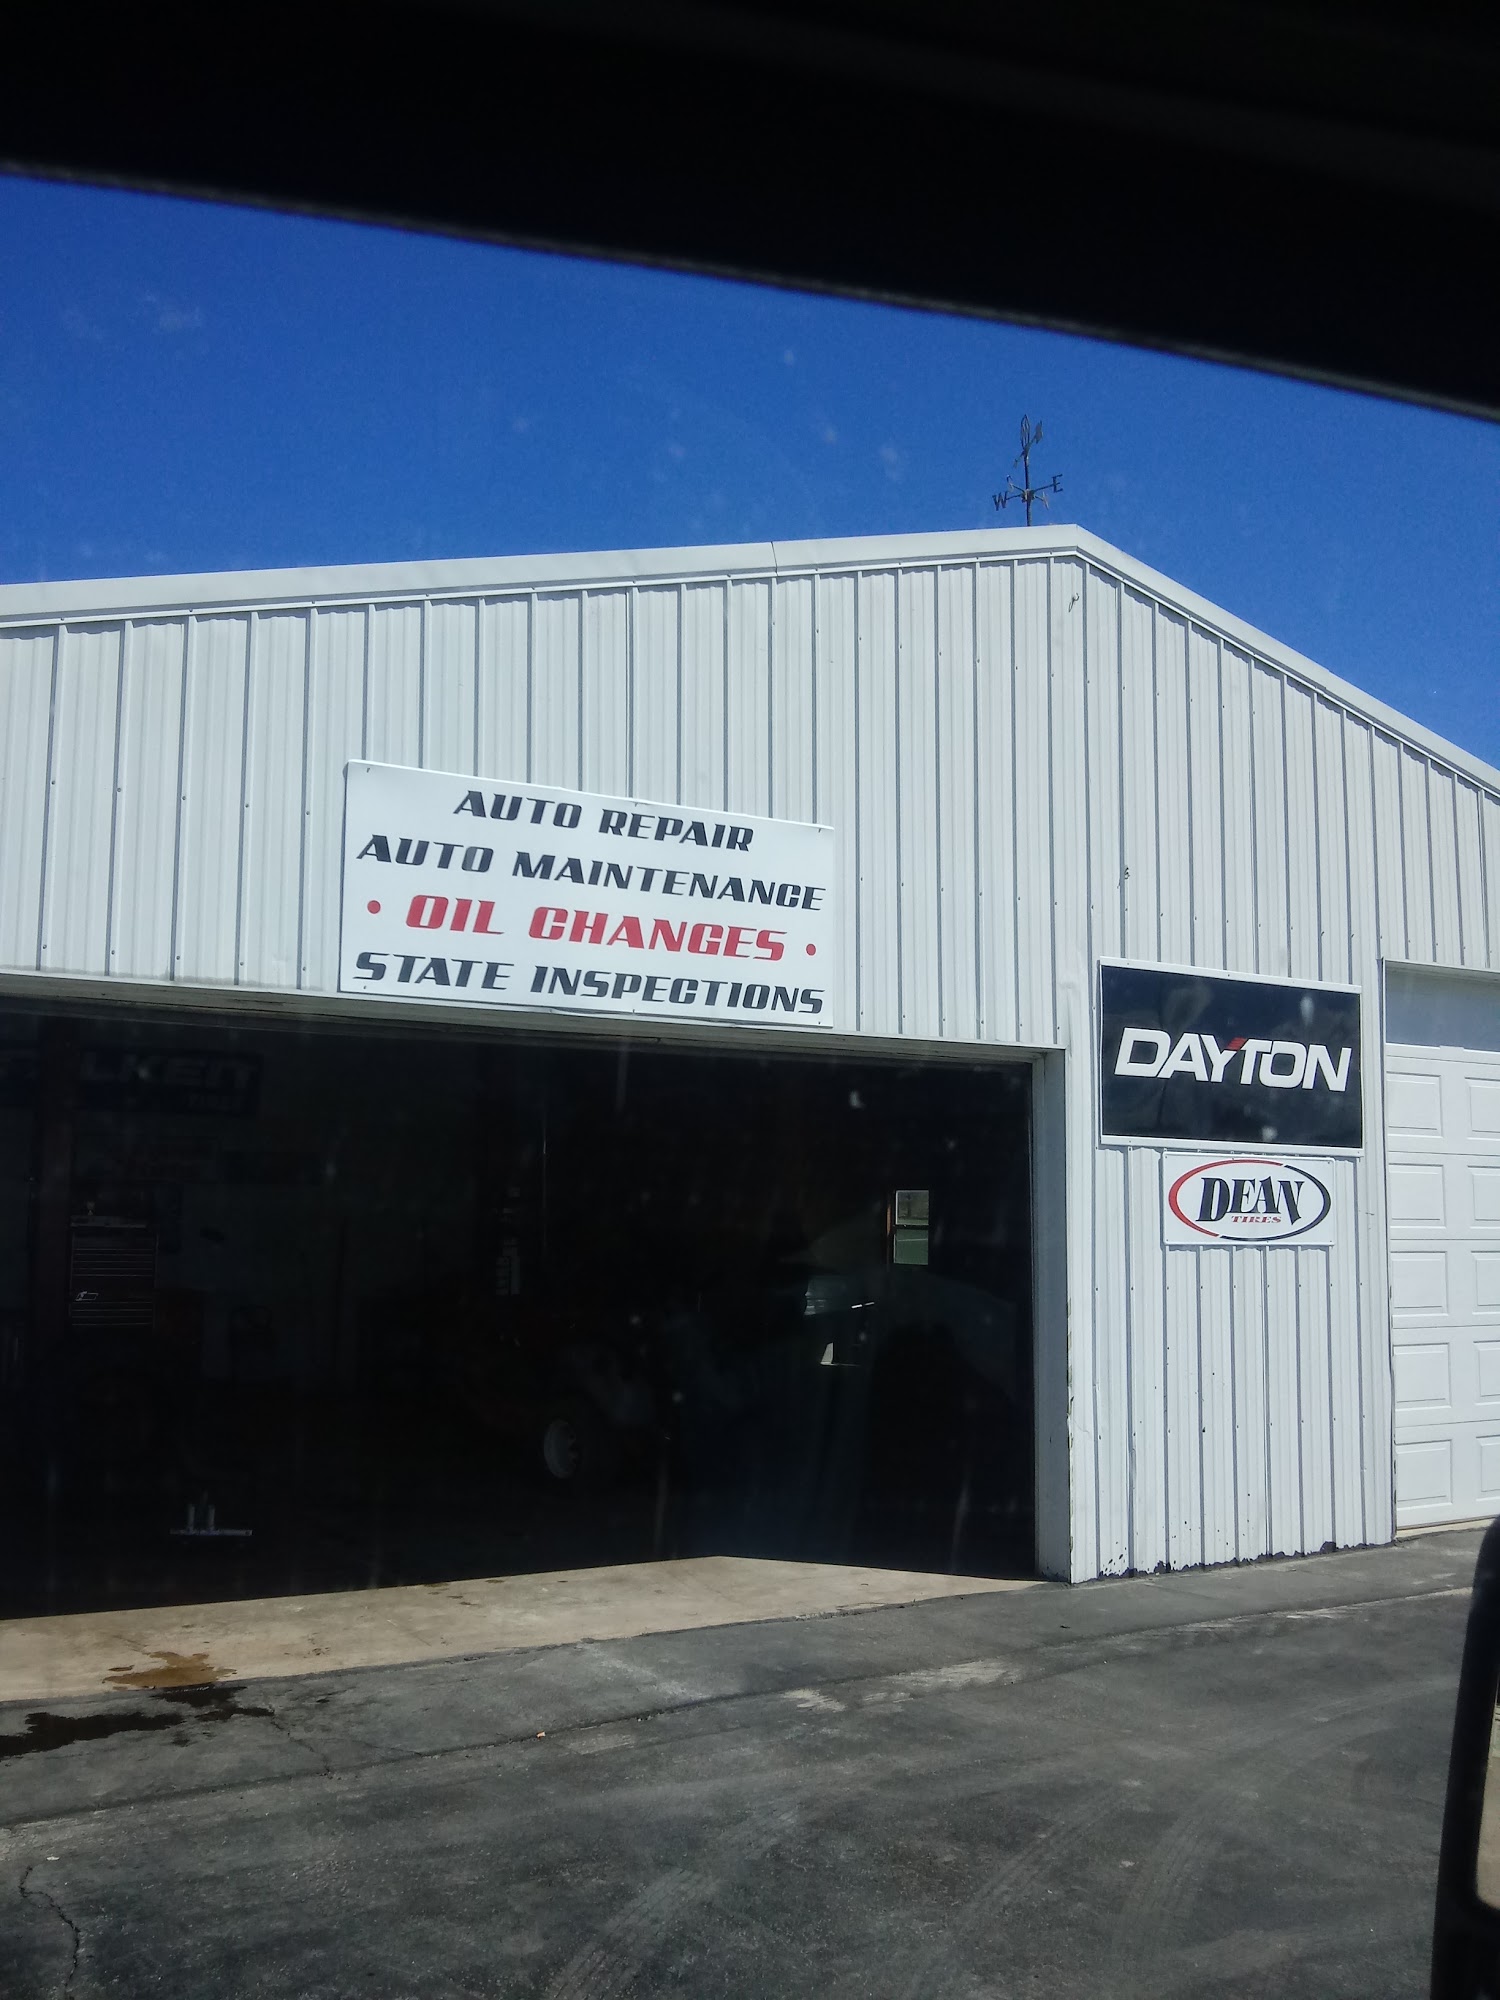 W E
AUTO REPAIR
AUTO MAINTENANCE
• OIL CHANGES •
STATE INSPECTIONS
DAYTON
DEAN
TIRES